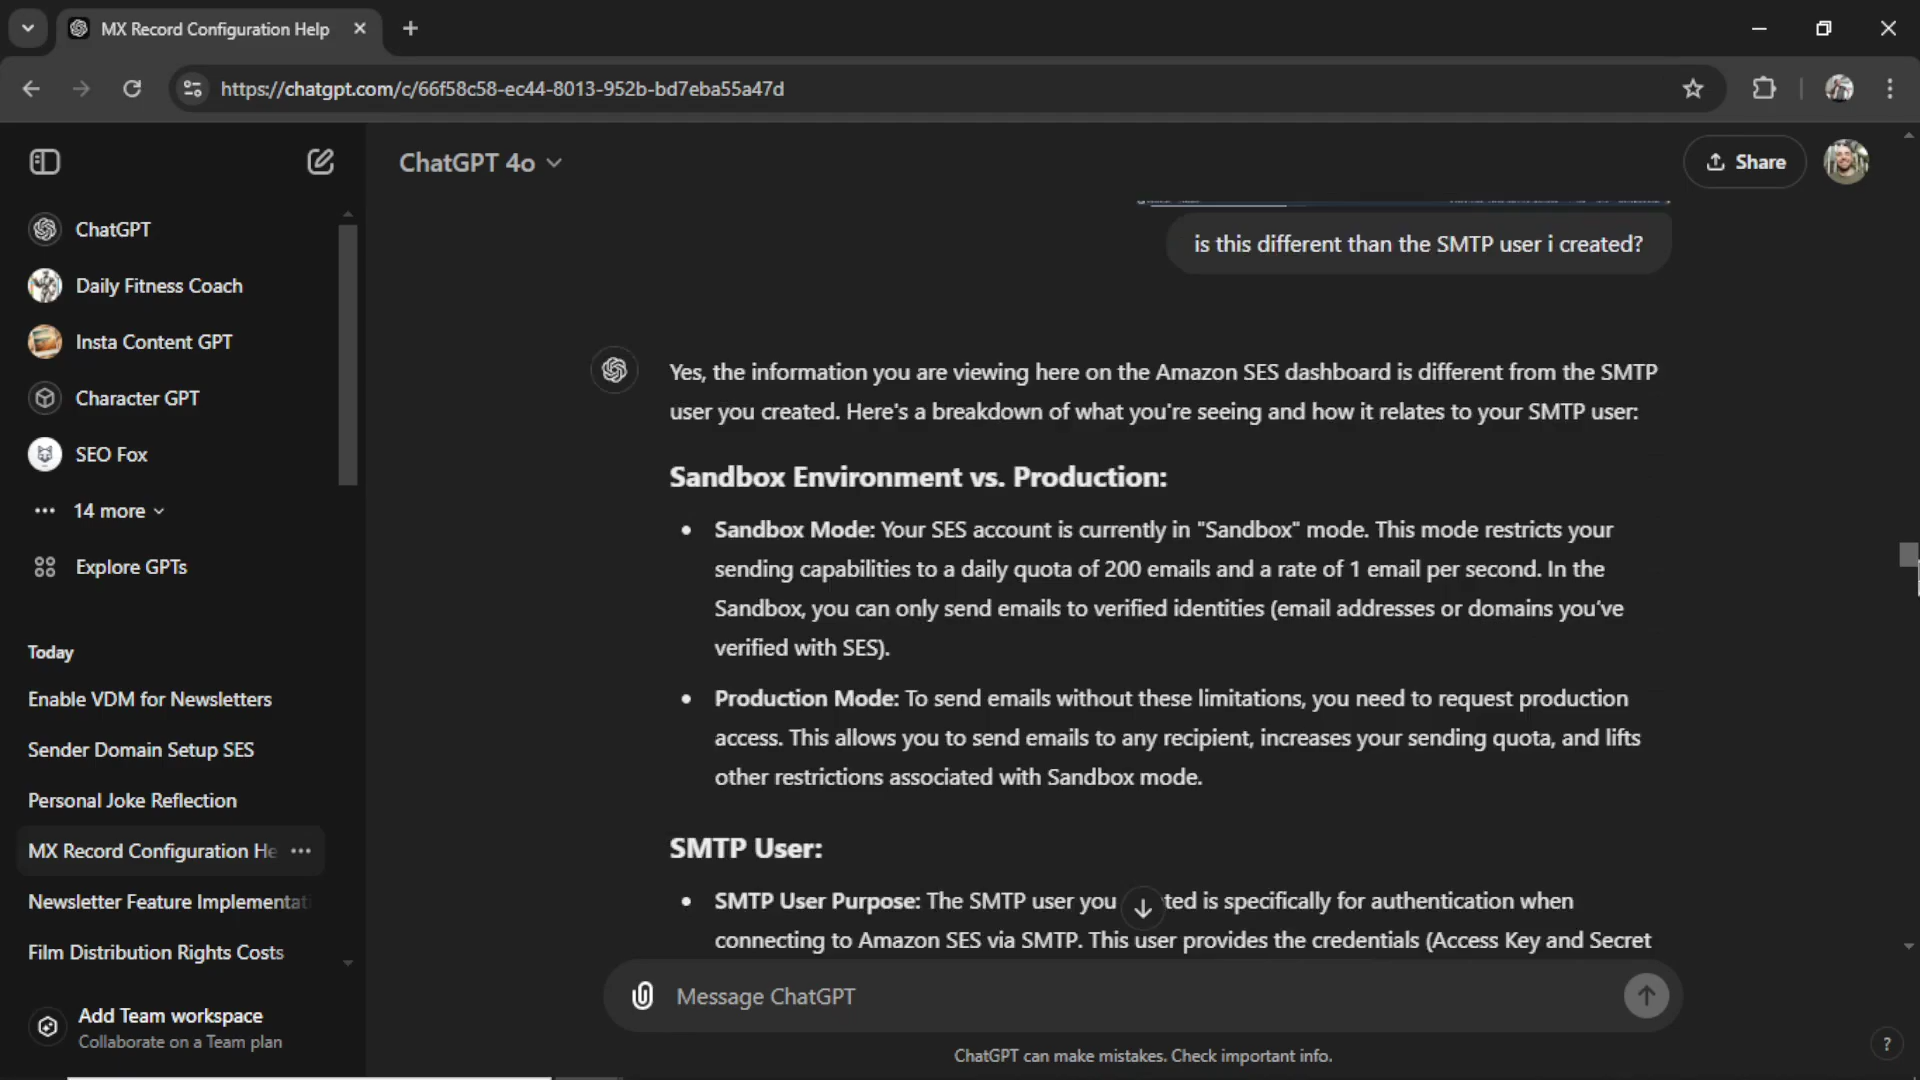 MX Record Configuration Help
https://chatgpt.com/c/66f58c58-ec44-8013-952b-bd7eba55a47d
ChatGPT 4o
Share
ChatGPT
Daily Fitness Coach
Insta Content GPT
Character GPT
SEO Fox
14 more
Explore GPTs
Today
Enable VDM for Newsletters
Sender Domain Setup SES
Personal Joke Reflection
MX Record Configuration He
Newsletter Feature Implementati
Film Distribution Rights Costs
Add Team workspace
Collaborate on a Team plan
is this different than the SMTP user i created?
Yes, the information you are viewing here on the Amazon SES dashboard is different from the SMTP
user you created. Here's a breakdown of what you're seeing and how it relates to your SMTP user:
Sandbox Environment vs. Production:
• Sandbox Mode: Your SES account is currently in "Sandbox" mode. This mode restricts your
sending capabilities to a daily quota of 200 emails and a rate of 1 email per second. In the
Sandbox, you can only send emails to verified identities (email addresses or domains you've
verified with SES).
• Production Mode: To send emails without these limitations, you need to request production
access. This allows you to send emails to any recipient, increases your sending quota, and lifts
other restrictions associated with Sandbox mode.
SMTP User:
• SMTP User Purpose: The SMTP user you ted is specifically for authentication when
connecting to Amazon SES via SMTP. This user provides the credentials (Access Key and Secret
Message ChatGPT
ChatGPT can make mistakes. Check important info.
?